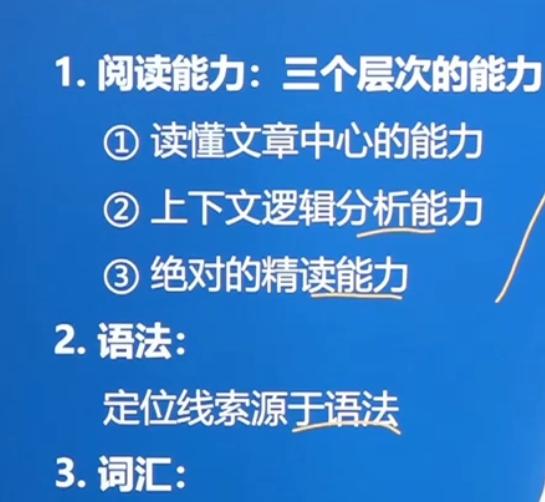 1. 阅读能力：三个层次的能力
① 读懂文章中心的能力
② 上下文逻辑分析能力
③ 绝对的精读能力
2. 语法：
定位线索源于语法
3. 词汇：